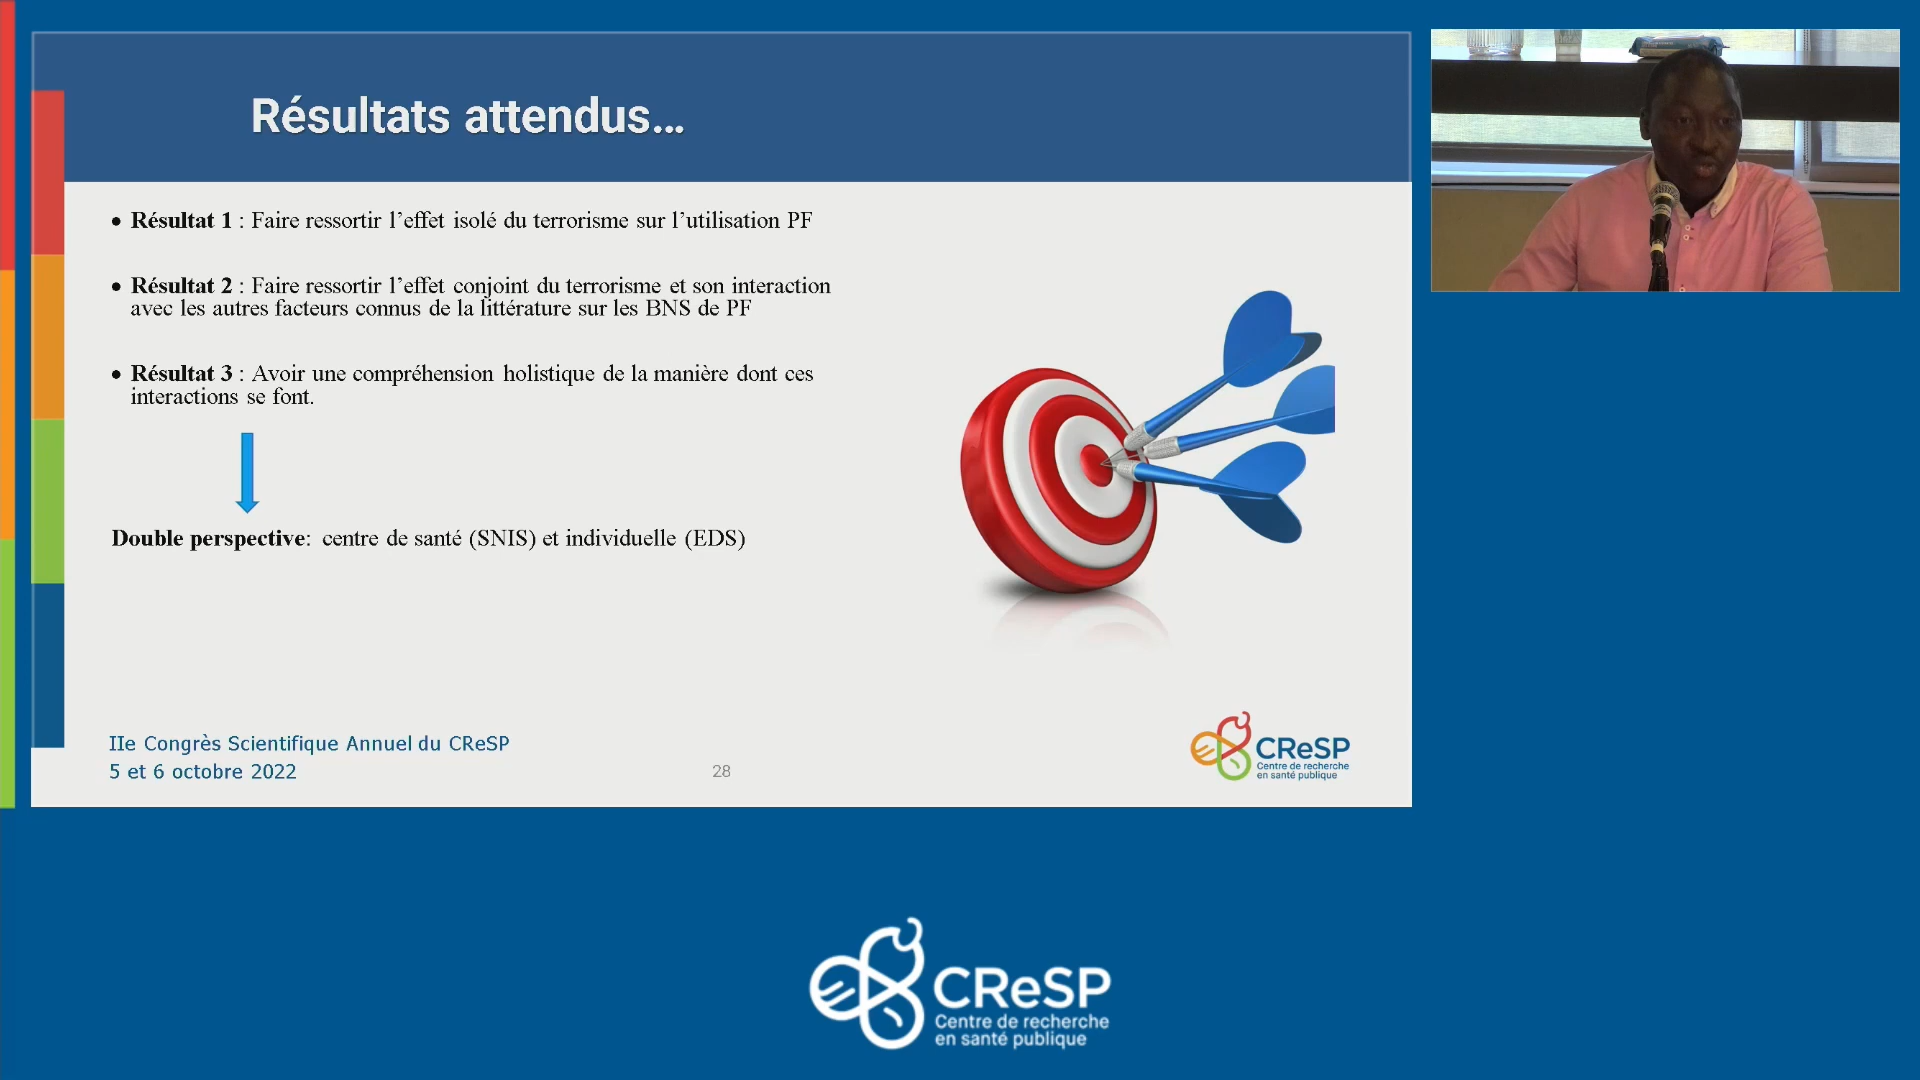 Résultats attendus...
• Résultat 1 : Faire ressortir l'effet isolé du terrorisme sur l'utilisation PF
• Résultat 2 : Faire ressortir l'effet conjoint du terrorisme et son interaction
avec les autres facteurs connus de la littérature sur les BNS de PF
• Résultat 3 : Avoir une compréhension holistique de la manière dont ces
interactions se font.
Double perspective: centre de santé (SNIS) et individuelle (EDS)
IIe Congrès Scientifique Annuel du CReSP
5 et 6 octobre 2022
28
CReSP
Centre de recherche
en santé publique
CReSP
Centre de recherche
en santé publique